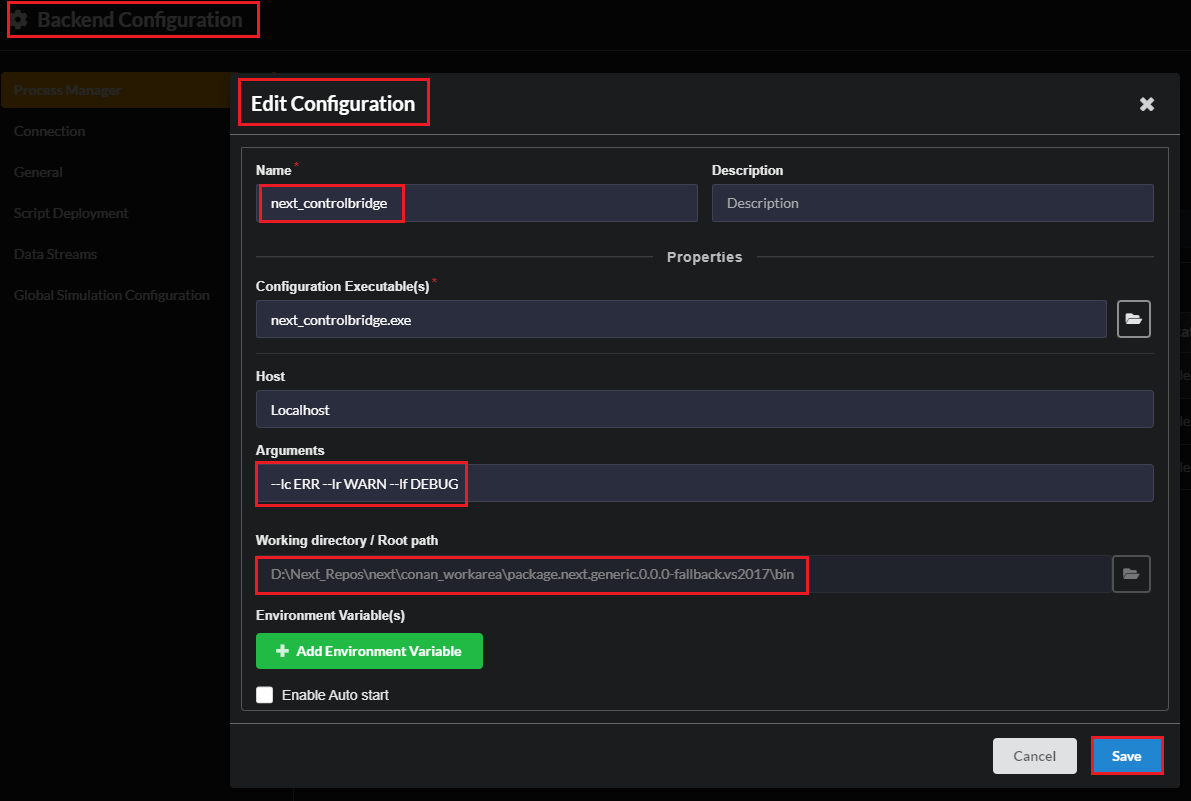 Backend Configuration
Process Manager
Connection
General
Script Deployment
Data Streams
Global Simulation Configuration
Edit Configuration
Name *
Description
next_controlbridge
Description
Properties
Configuration Executable(s) *
next_controlbridge.exe
Host
Localhost
Arguments
--lc ERR --lr WARN --lf DEBUG
Working directory / Root path
D:\Next_Repos\next\conan_workarea\package.next.generic.0.0.0-fallback.vs2017\bin
Environment Variable(s)
Add Environment Variable
Enable Auto start
Cancel
Save